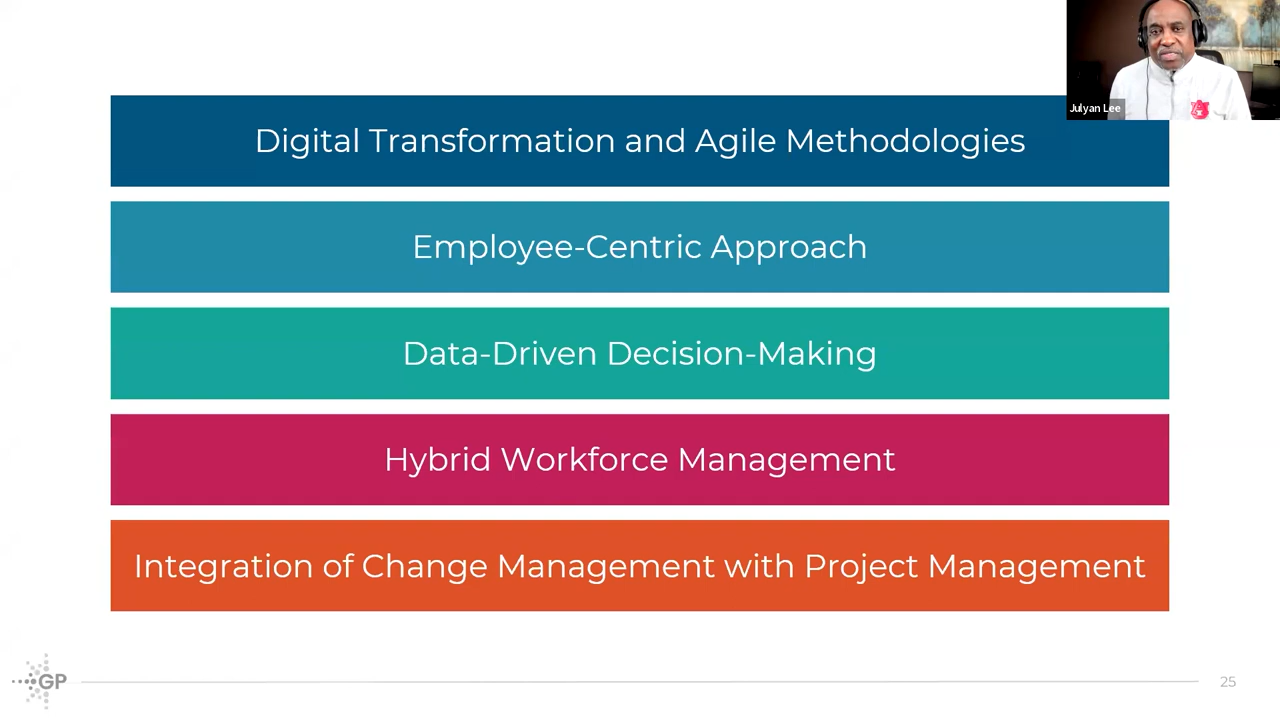 Julyan Lee
Digital Transformation and Agile Methodologies
Employee-Centric Approach
Data-Driven Decision-Making
Hybrid Workforce Management
Integration of Change Management with Project Management
GP
25